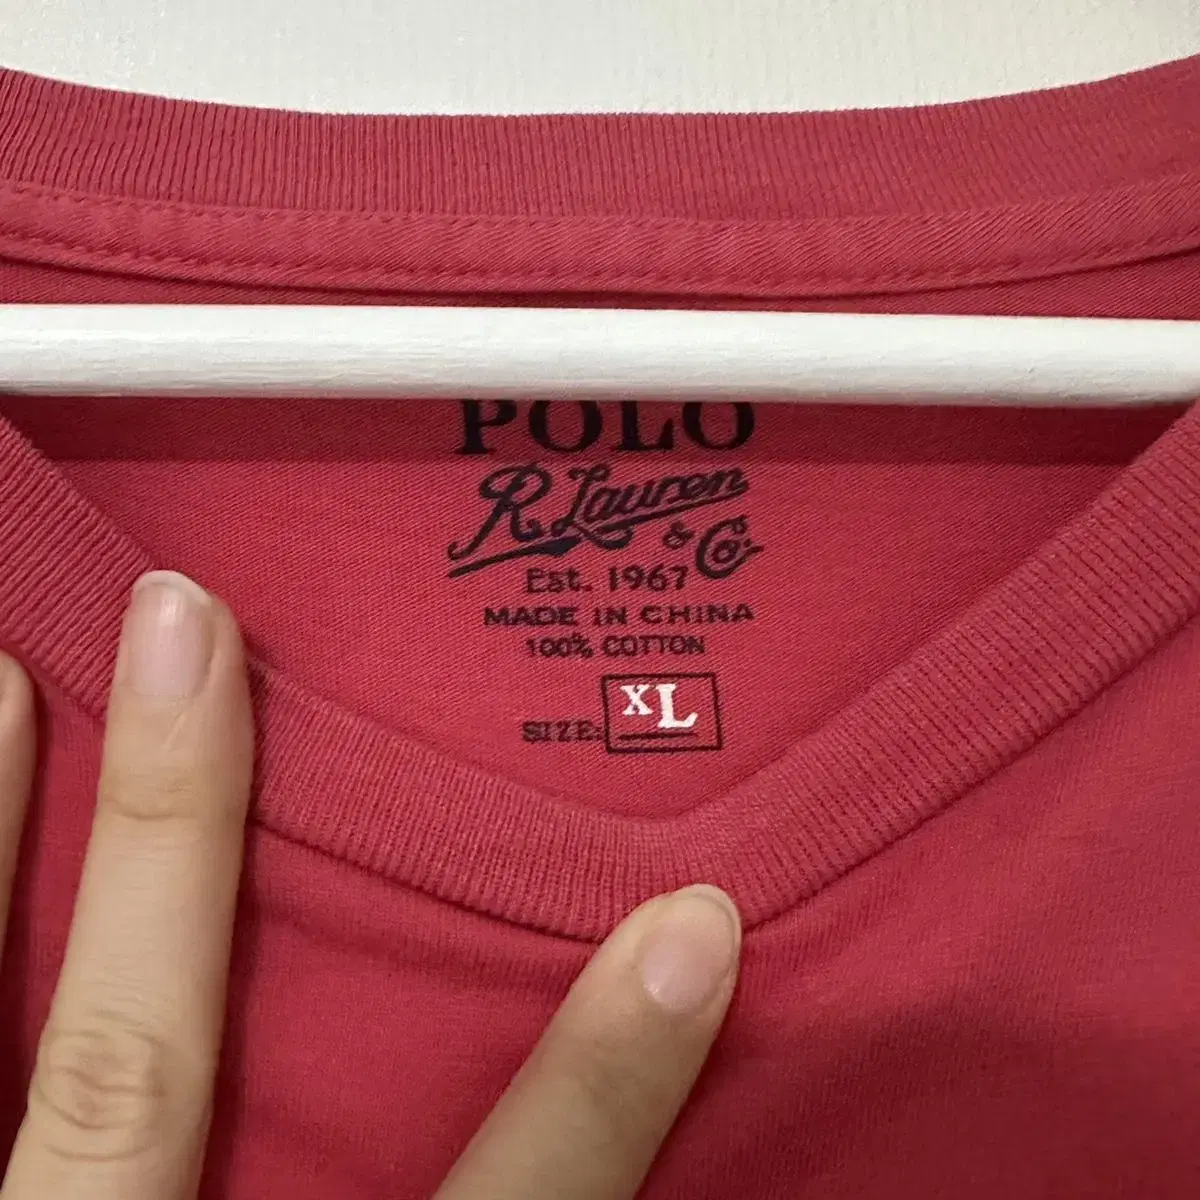 POLO
R. Lauren
& Co.
Est. 1967
MADE IN CHINA
100% COTTON
SIZE: XL